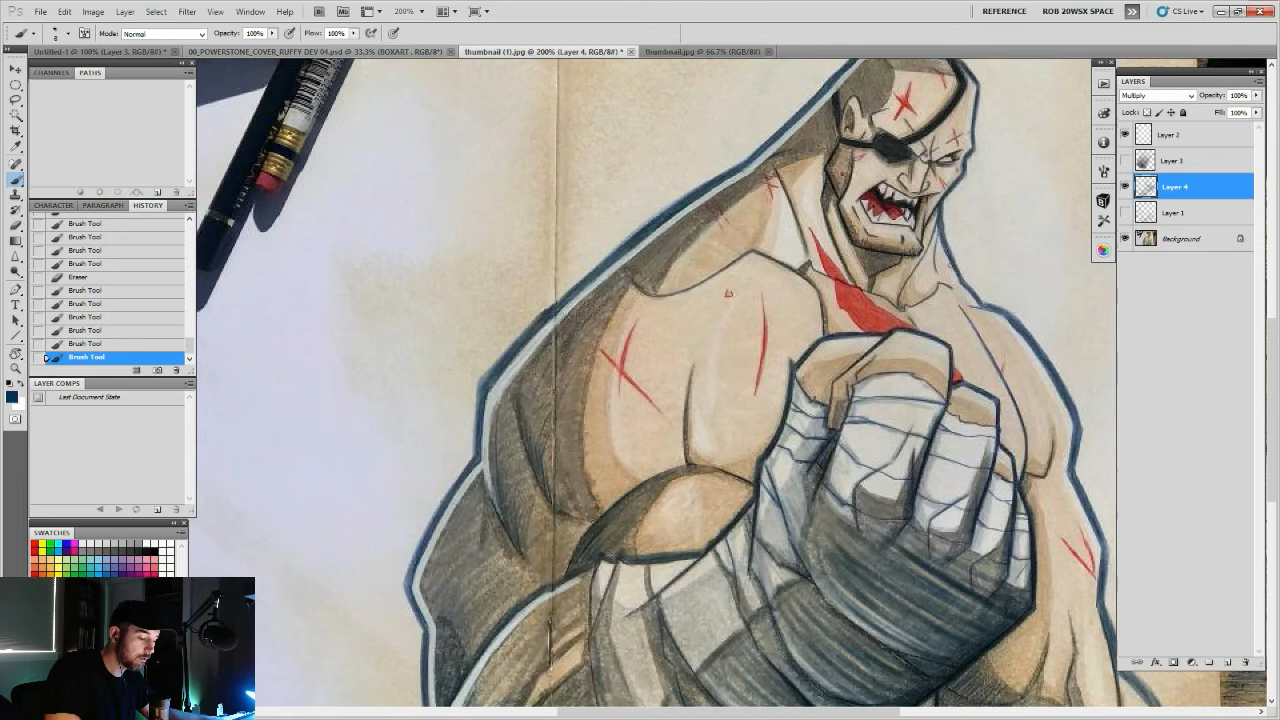 Ps File Edit Image Layer Select Filter View Window Help Br Mb 200% REFERENCE ROB 20WSX SPACE CS Live
8 Mode: Normal Opacity: 100% Flow: 100%
Untitled-1 @ 100% (Layer 3, RGB/8#) * 00_POWERSTONE_COVER_RUFFY DEV 04.psd @ 33.3% (BOXART , RGB/8*) thumbnail (1).jpg @ 200% (Layer 4, RGB/8#) * thumbnail.jpg @ 66.7% (RGB/8#)
CHANNELS PATHS
CHARACTER PARAGRAPH HISTORY
Brush Tool
Brush Tool
Brush Tool
Brush Tool
Eraser
Brush Tool
Brush Tool
Brush Tool
Brush Tool
Brush Tool
Brush Tool
LAYER COMPS
Last Document State
SWATCHES
LAYERS
Multiply Opacity: 100%
Lock: Fill: 100%
Layer 2
Layer 3
Layer 4
Layer 1
Background